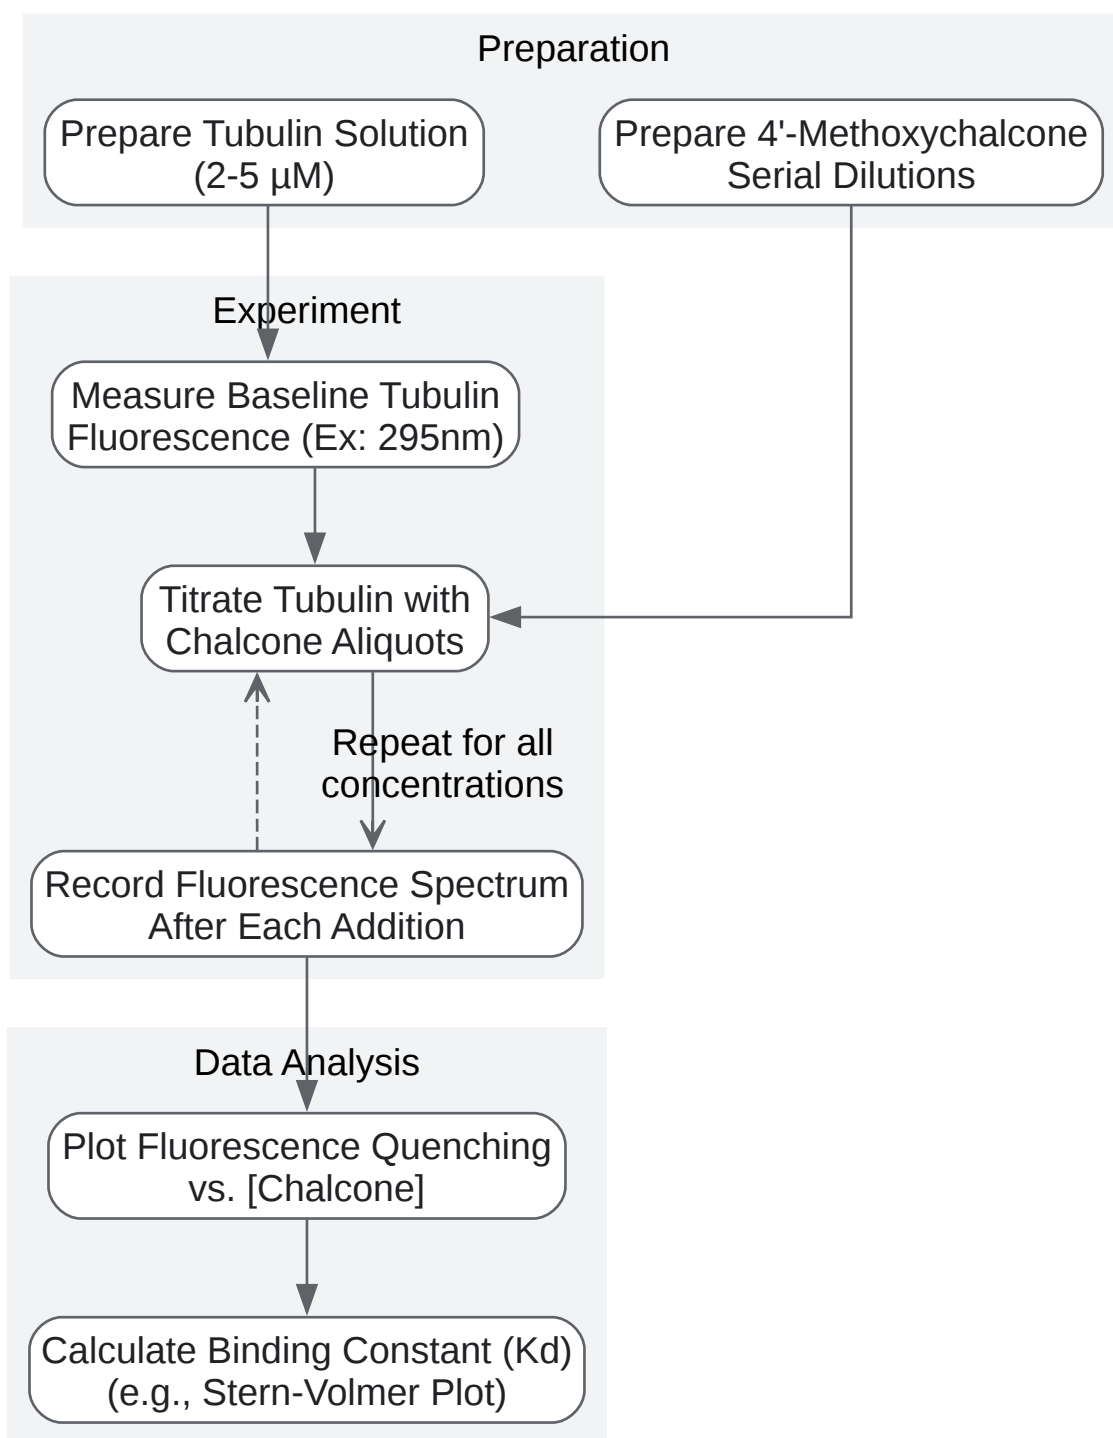 Preparation
Prepare Tubulin Solution
(2-5 µM)
Prepare 4'-Methoxychalcone
Serial Dilutions
Experiment
Measure Baseline Tubulin
Fluorescence (Ex: 295nm)
Titrate Tubulin with
Chalcone Aliquots
Repeat for all
concentrations
Record Fluorescence Spectrum
After Each Addition
Data Analysis
Plot Fluorescence Quenching
vs. [Chalcone]
Calculate Binding Constant (Kd)
(e.g., Stern-Volmer Plot)